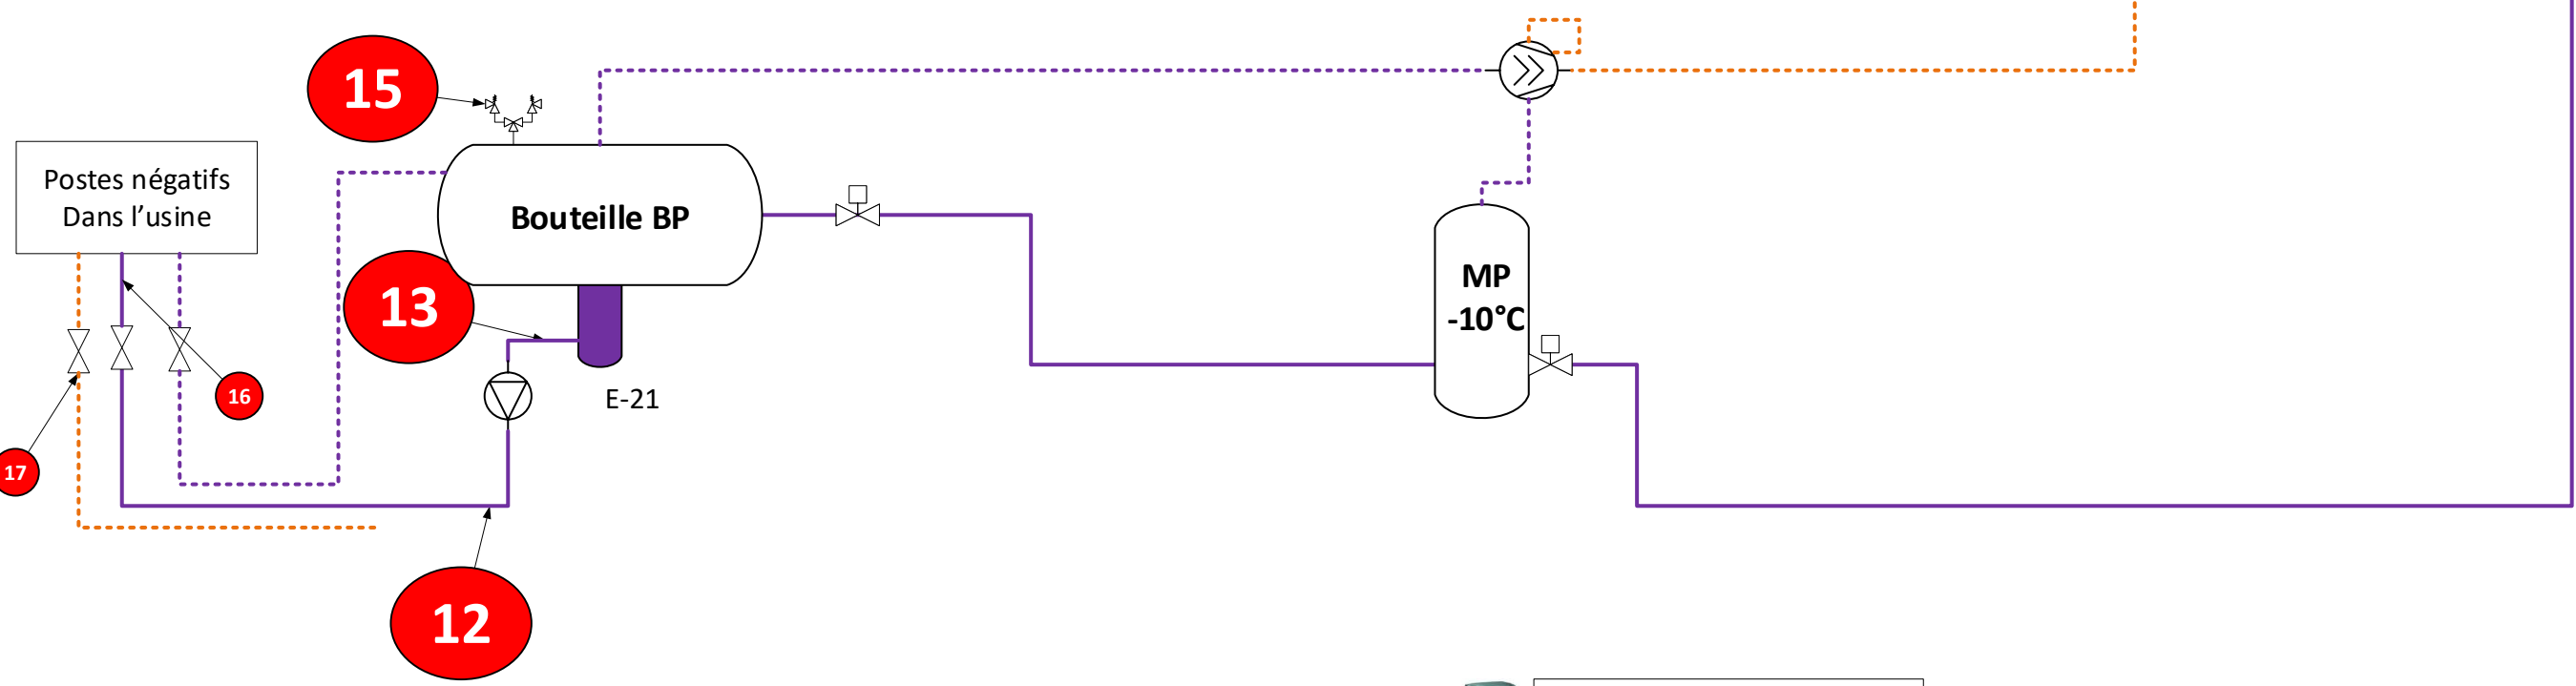 15
Postes négatifs
Dans l’usine
Bouteille BP
13
MP
-10°C
16
E-21
17
12